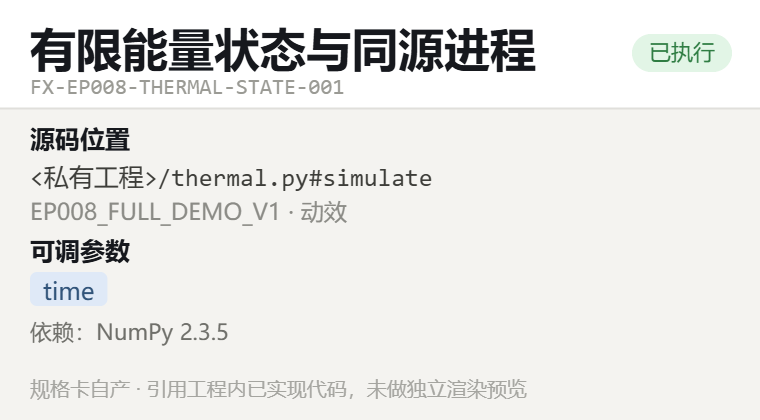 有限能量状态与同源进程
已执行
FX-EP008-THERMAL-STATE-001
源码位置
<私有工程>/thermal.py#simulate
EP008_FULL_DEMO_V1 · 动效
可调参数
time
依赖：NumPy 2.3.5
规格卡自产 · 引用工程内已实现代码，未做独立渲染预览